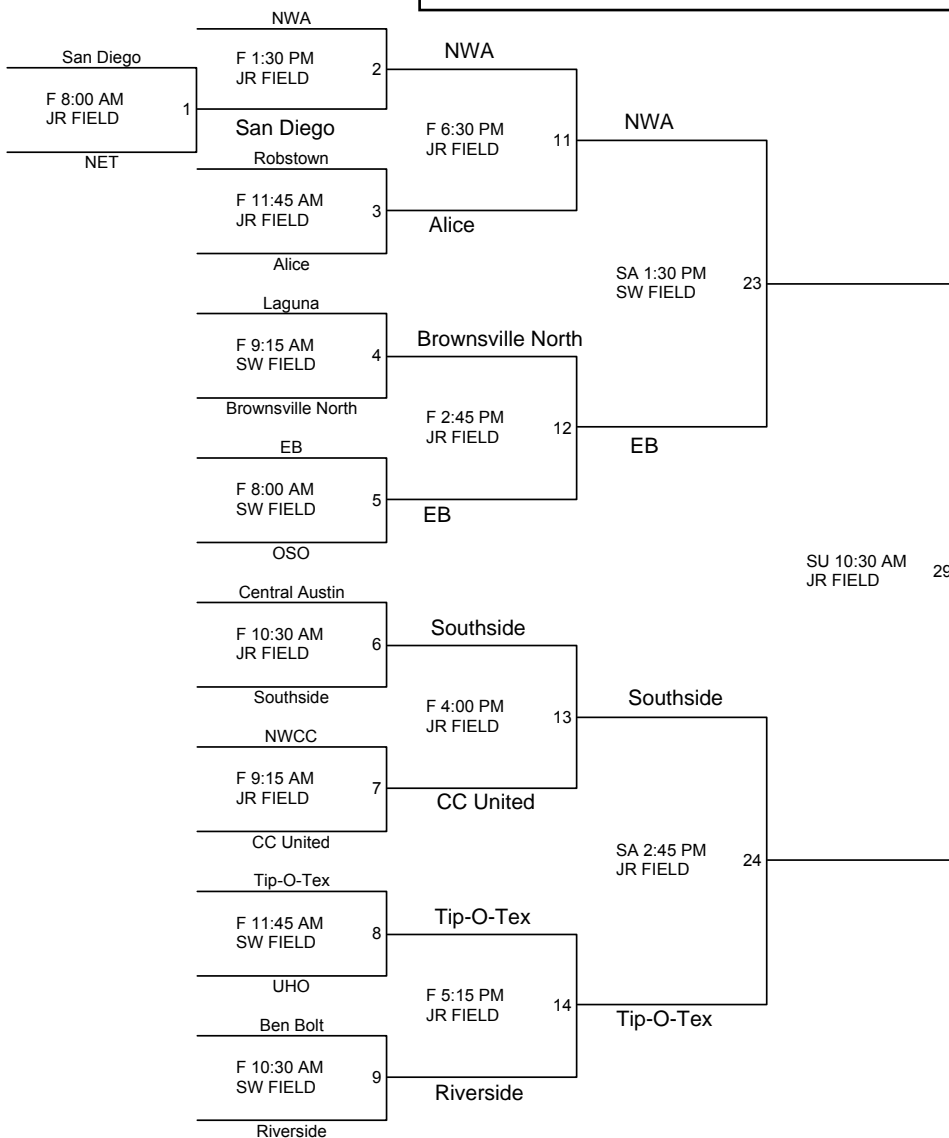 NWA
San Diego
F 1:30 PM
JR FIELD
2
NWA
F 8:00 AM
JR FIELD
1
San Diego
NET
F 6:30 PM
JR FIELD
11
NWA
Robstown
F 11:45 AM
JR FIELD
3
Alice
Alice
SA 1:30 PM
SW FIELD
23
Laguna
F 9:15 AM
SW FIELD
4
Brownsville North
Brownsville North
F 2:45 PM
JR FIELD
12
EB
EB
F 8:00 AM
SW FIELD
5
EB
OSO
SU 10:30 AM
JR FIELD
29
Central Austin
F 10:30 AM
JR FIELD
6
Southside
Southside
F 4:00 PM
JR FIELD
13
Southside
NWCC
F 9:15 AM
JR FIELD
7
CC United
CC United
SA 2:45 PM
JR FIELD
24
Tip-O-Tex
F 11:45 AM
SW FIELD
8
Tip-O-Tex
UHO
F 5:15 PM
JR FIELD
14
Tip-O-Tex
Ben Bolt
F 10:30 AM
SW FIELD
9
Riverside
Riverside